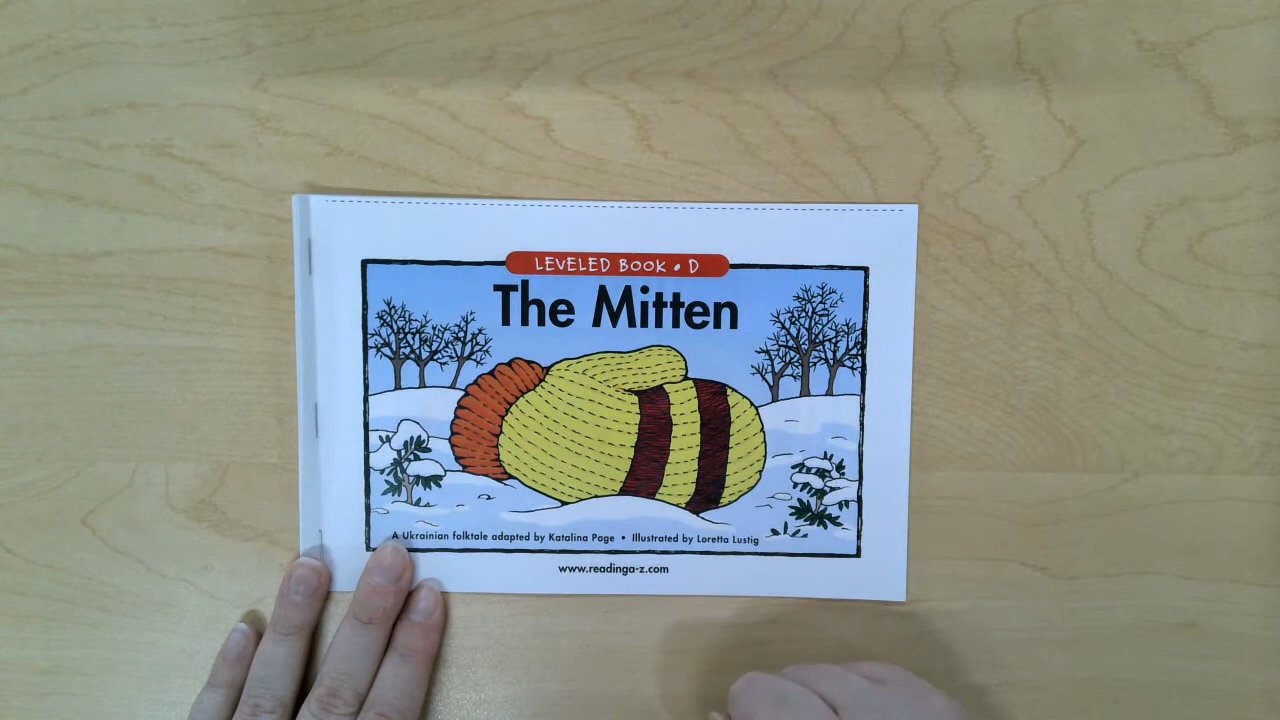 LEVELED BOOK • D
The Mitten
A Ukrainian folktale adapted by Katalina Page • Illustrated by Loretta Lustig
www.readinga-z.com